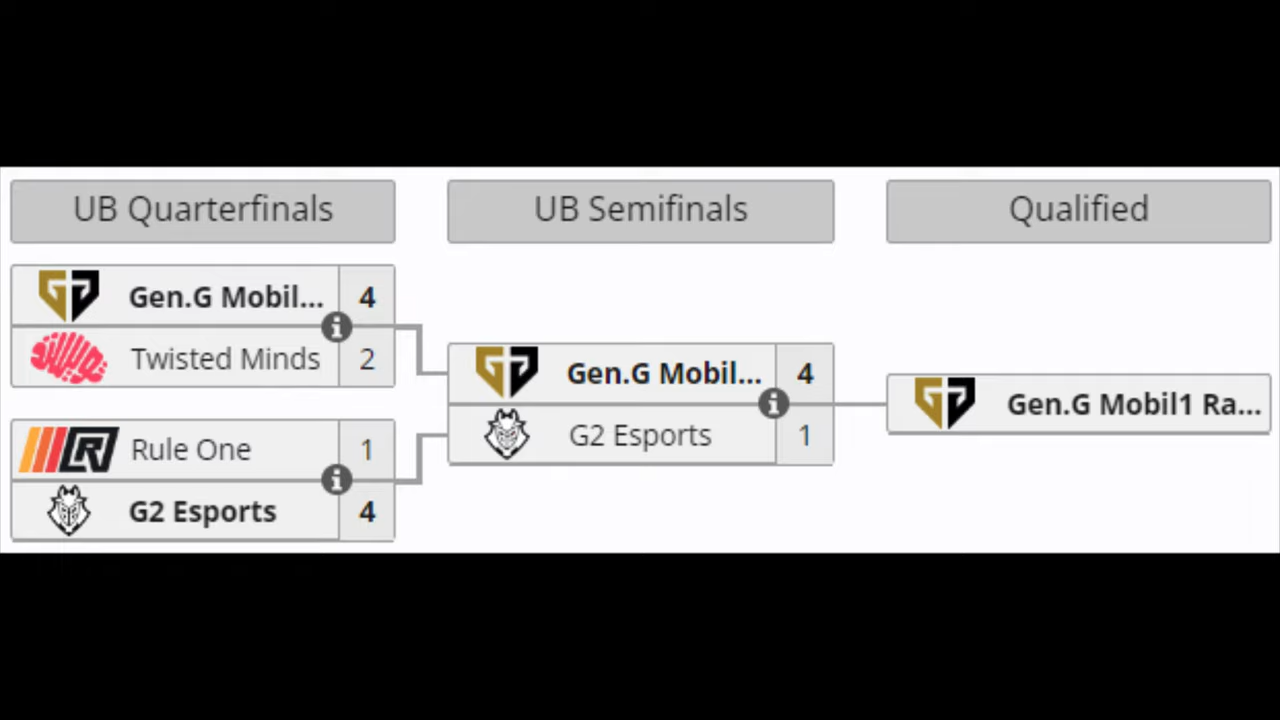 UB Quarterfinals
UB Semifinals
Qualified
Gen.G Mobil... 4
Twisted Minds 2
Rule One 1
G2 Esports 4
Gen.G Mobil... 4
G2 Esports 1
Gen.G Mobil1 Ra...